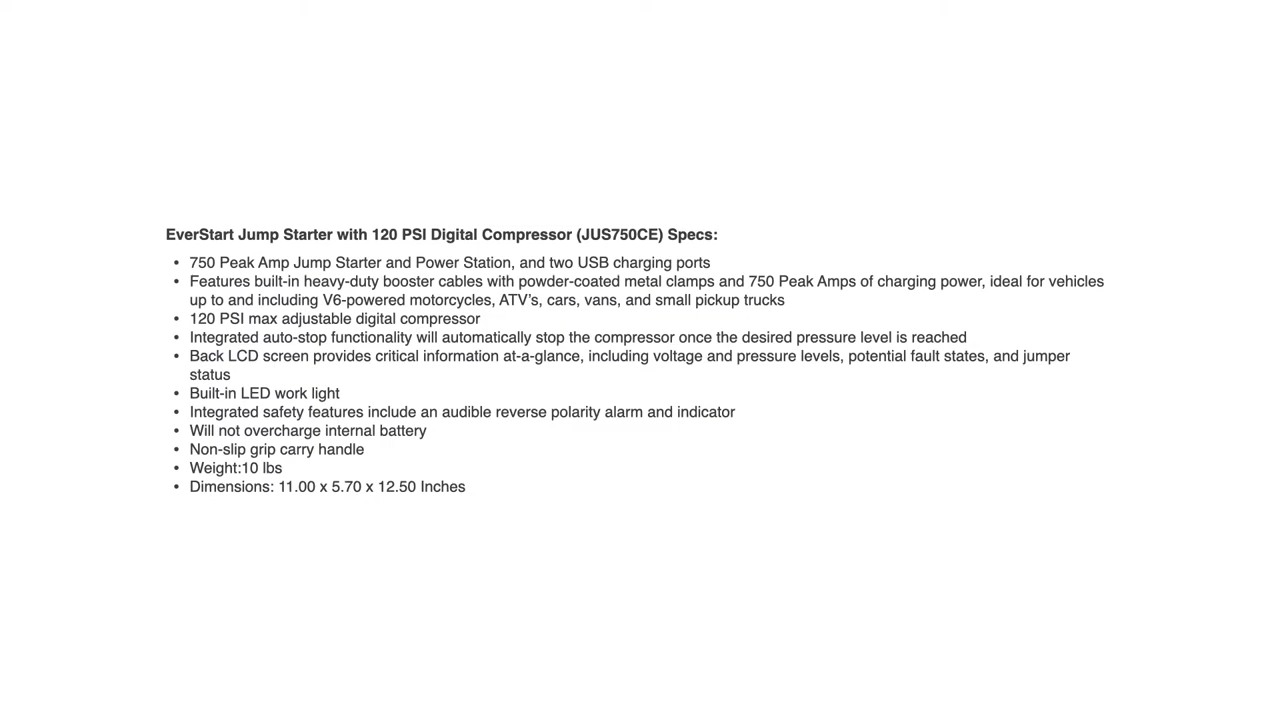 EverStart Jump Starter with 120 PSI Digital Compressor (JUS750CE) Specs:
• 750 Peak Amp Jump Starter and Power Station, and two USB charging ports
• Features built-in heavy-duty booster cables with powder-coated metal clamps and 750 Peak Amps of charging power, ideal for vehicles
up to and including V6-powered motorcycles, ATV's, cars, vans, and small pickup trucks
• 120 PSI max adjustable digital compressor
• Integrated auto-stop functionality will automatically stop the compressor once the desired pressure level is reached
• Back LCD screen provides critical information at-a-glance, including voltage and pressure levels, potential fault states, and jumper
status
• Built-in LED work light
• Integrated safety features include an audible reverse polarity alarm and indicator
• Will not overcharge internal battery
• Non-slip grip carry handle
• Weight:10 lbs
• Dimensions: 11.00 x 5.70 x 12.50 Inches